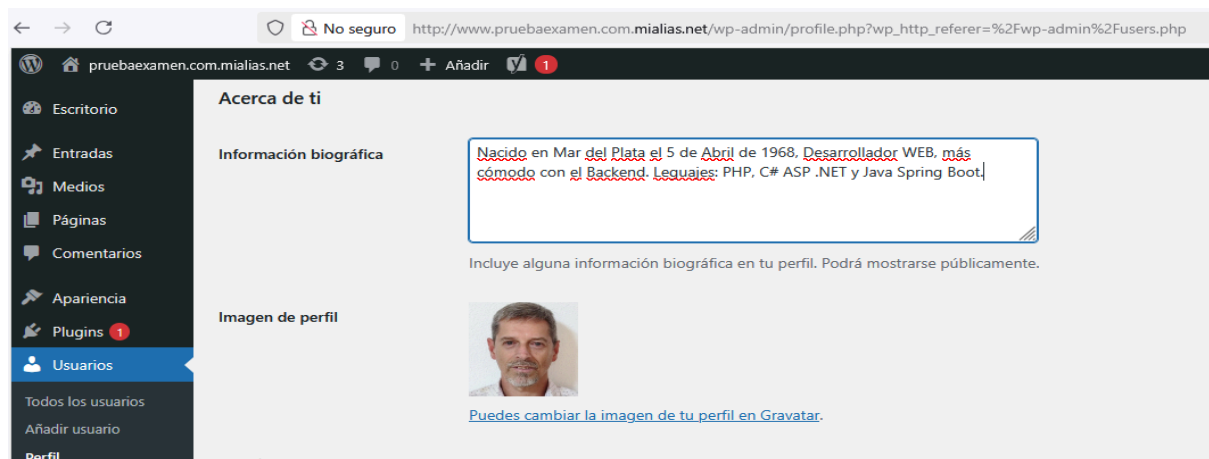 No seguro http://www.pruebaexamen.com.mialias.net/wp-admin/profile.php?wp_http_referer=%2Fwp-admin%2Fusers.php
pruebaexamen.com.mialias.net 3 0 + Añadir 1
Escritorio
Entradas
Medios
Páginas
Comentarios
Apariencia
Plugins 1
Usuarios
Todos los usuarios
Añadir usuario
Perfil
Acerca de ti
Información biográfica
Nacido en Mar del Plata el 5 de Abril de 1968, Desarrollador WEB, más
cómodo con el Backend. Leguajes: PHP, C# ASP .NET y Java Spring Boot.
Incluye alguna información biográfica en tu perfil. Podrá mostrarse públicamente.
Imagen de perfil
Puedes cambiar la imagen de tu perfil en Gravatar.